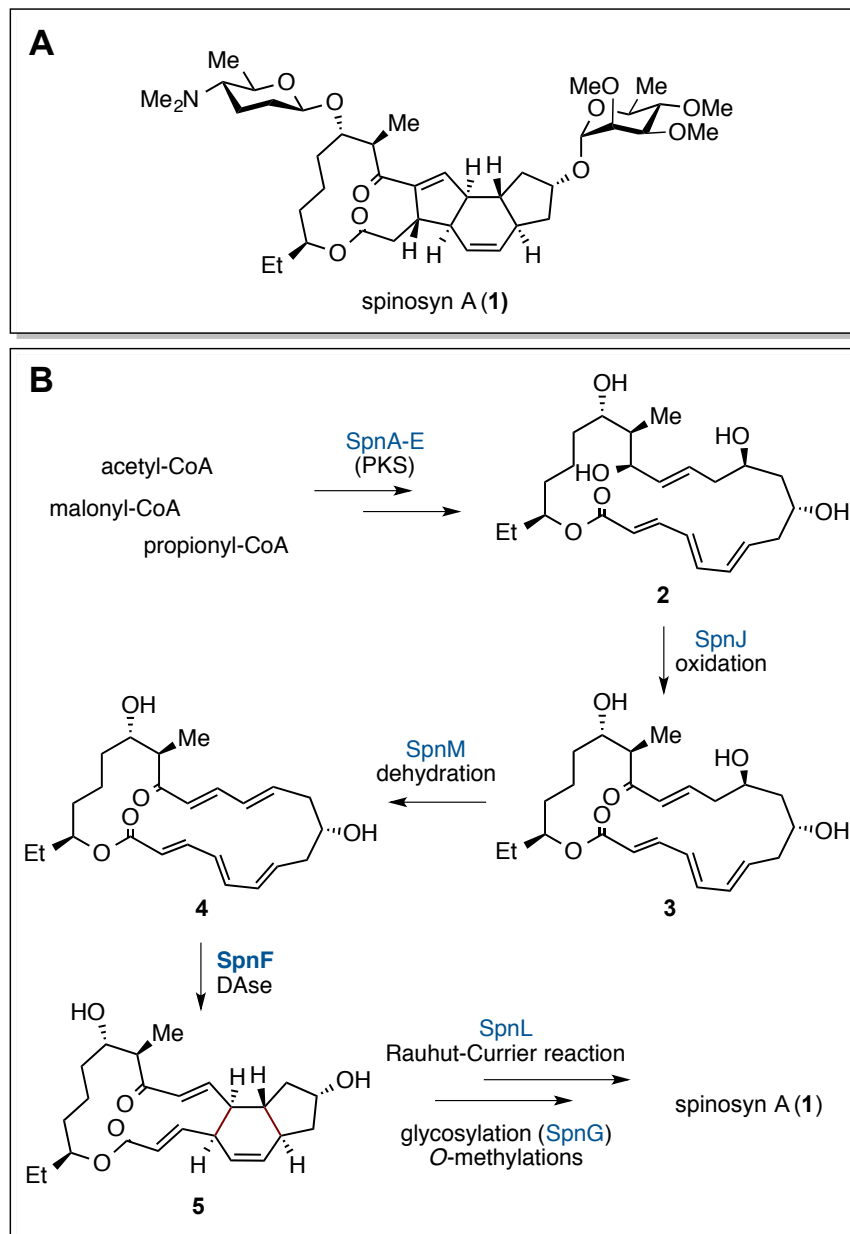 A
Me
O
Me2N
O
Me
MeO
OMe
Me
O
OMe
OMe
H
H
O
O
O
O
H
H
H
Et
spinosyn A (1)
B
OH
Me
HO
HO
O
OH
Et
O
2
acetyl-CoA
malonyl-CoA
propionyl-CoA
SpnA-E
(PKS)
SpnJ
oxidation
OH
Me
HO
O
O
OH
Et
O
3
SpnM
dehydration
OH
Me
O
O
OH
Et
O
4
SpnF
DAse
HO
Me
H
H
OH
O
O
H
H
Et
O
5
SpnL
Rauhut-Currier reaction
glycosylation (SpnG)
O-methylations
spinosyn A (1)